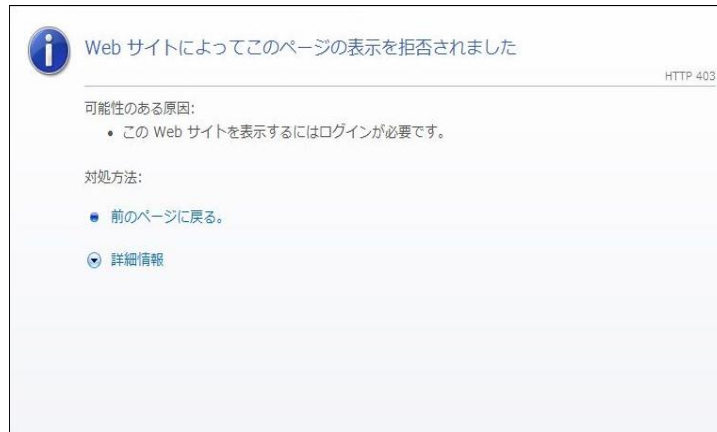 Web サイトによってこのページの表示を拒否されました
HTTP 403
可能性のある原因:
• この Web サイトを表示するにはログインが必要です。
対処方法:
前のページに戻る。
詳細情報